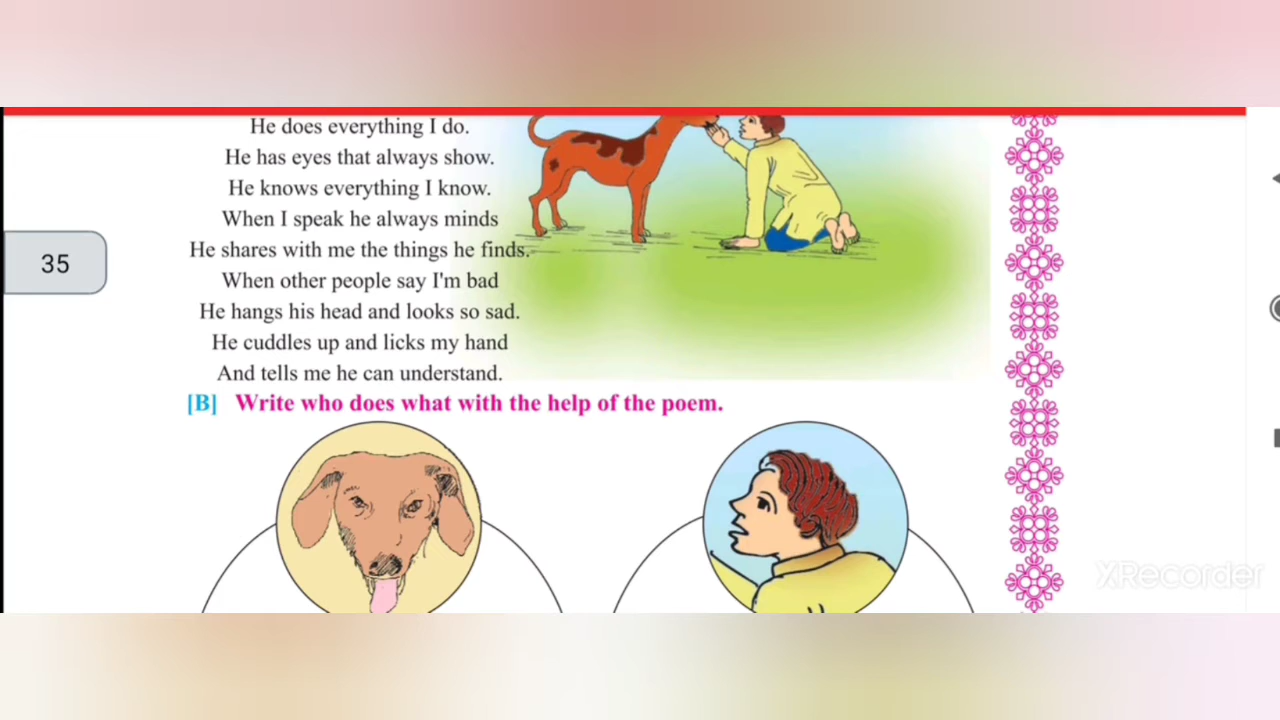 He does everything I do.
He has eyes that always show.
He knows everything I know.
When I speak he always minds
He shares with me the things he finds.
When other people say I'm bad
He hangs his head and looks so sad.
He cuddles up and licks my hand
And tells me he can understand.
[B] Write who does what with the help of the poem.
35
XRecorder